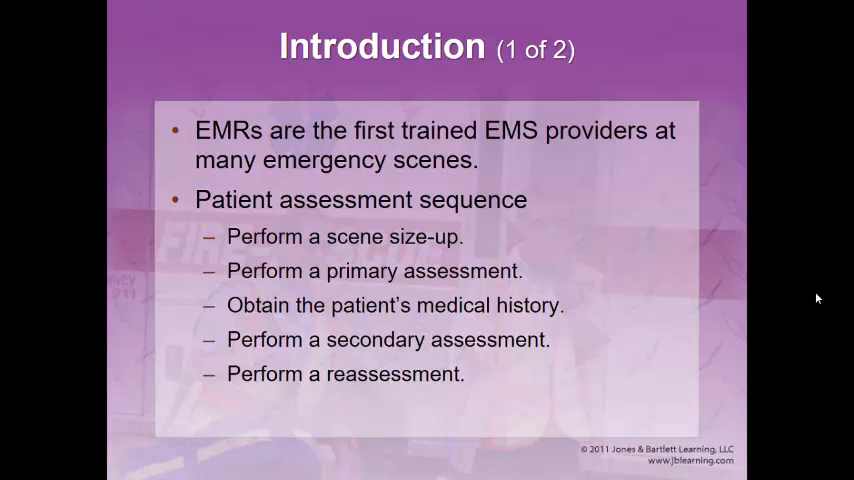 Introduction (1 of 2)
• EMRs are the first trained EMS providers at
many emergency scenes.
• Patient assessment sequence
– Perform a scene size-up.
– Perform a primary assessment.
– Obtain the patient's medical history.
– Perform a secondary assessment.
– Perform a reassessment.
© 2011 Jones & Bartlett Learning, LLC
www.jblearning.com